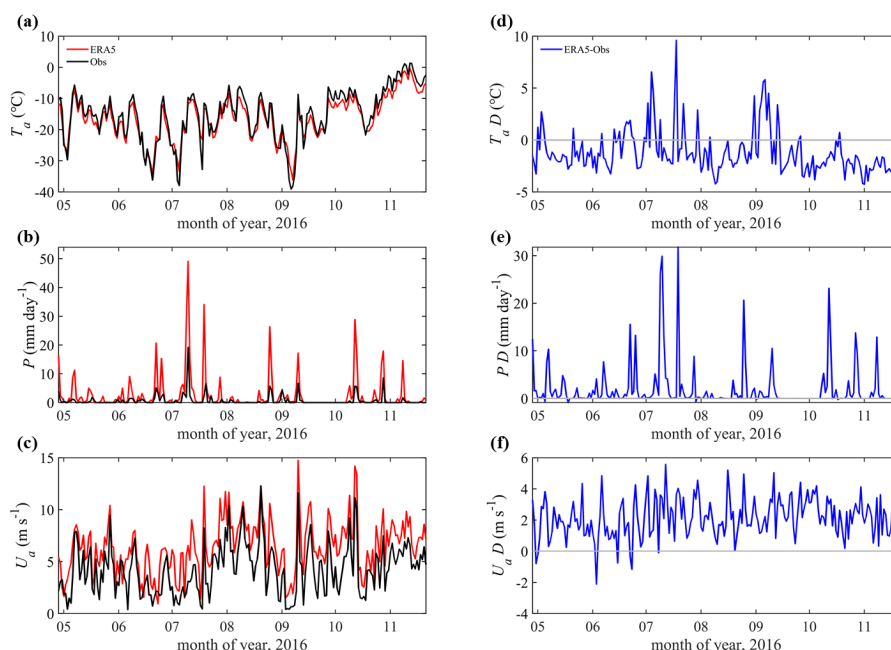 (a)
ERA5
Obs
10
0
-10
-20
-30
-40
Ta (°C)
05 06 07 08 09 10 11
month of year, 2016
(d)
ERA5-Obs
10
5
0
-5
Ta D (°C)
05 06 07 08 09 10 11
month of year, 2016
(b)
50
40
30
20
10
0
P (mm day-1)
05 06 07 08 09 10 11
month of year, 2016
(e)
30
20
10
0
P D (mm day-1)
05 06 07 08 09 10 11
month of year, 2016
(c)
15
10
5
0
Ua (m s-1)
05 06 07 08 09 10 11
month of year, 2016
(f)
6
4
2
0
-2
-4
Ua D (m s-1)
05 06 07 08 09 10 11
month of year, 2016